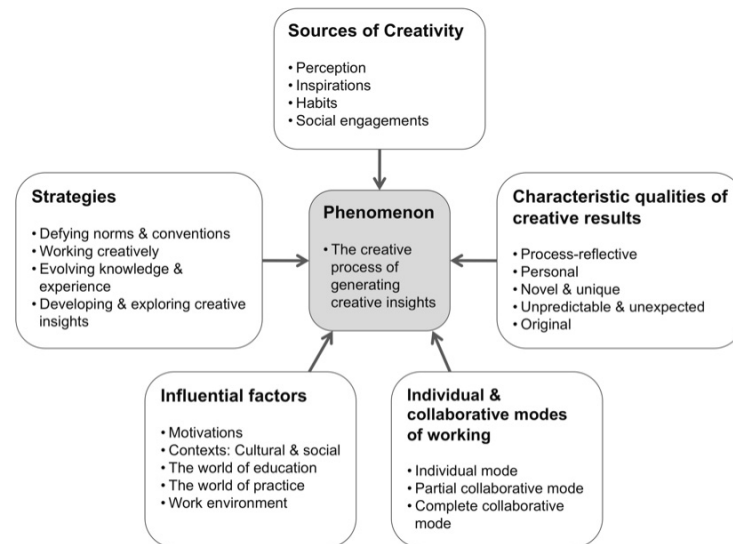 Sources of Creativity
• Perception
• Inspirations
• Habits
• Social engagements
Strategies
• Defying norms & conventions
• Working creatively
• Evolving knowledge &
experience
• Developing & exploring creative
insights
Phenomenon
• The creative
process of
generating
creative insights
Characteristic qualities of
creative results
• Process-reflective
• Personal
• Novel & unique
• Unpredictable & unexpected
• Original
Influential factors
• Motivations
• Contexts: Cultural & social
• The world of education
• The world of practice
• Work environment
Individual &
collaborative modes
of working
• Individual mode
• Partial collaborative mode
• Complete collaborative
mode